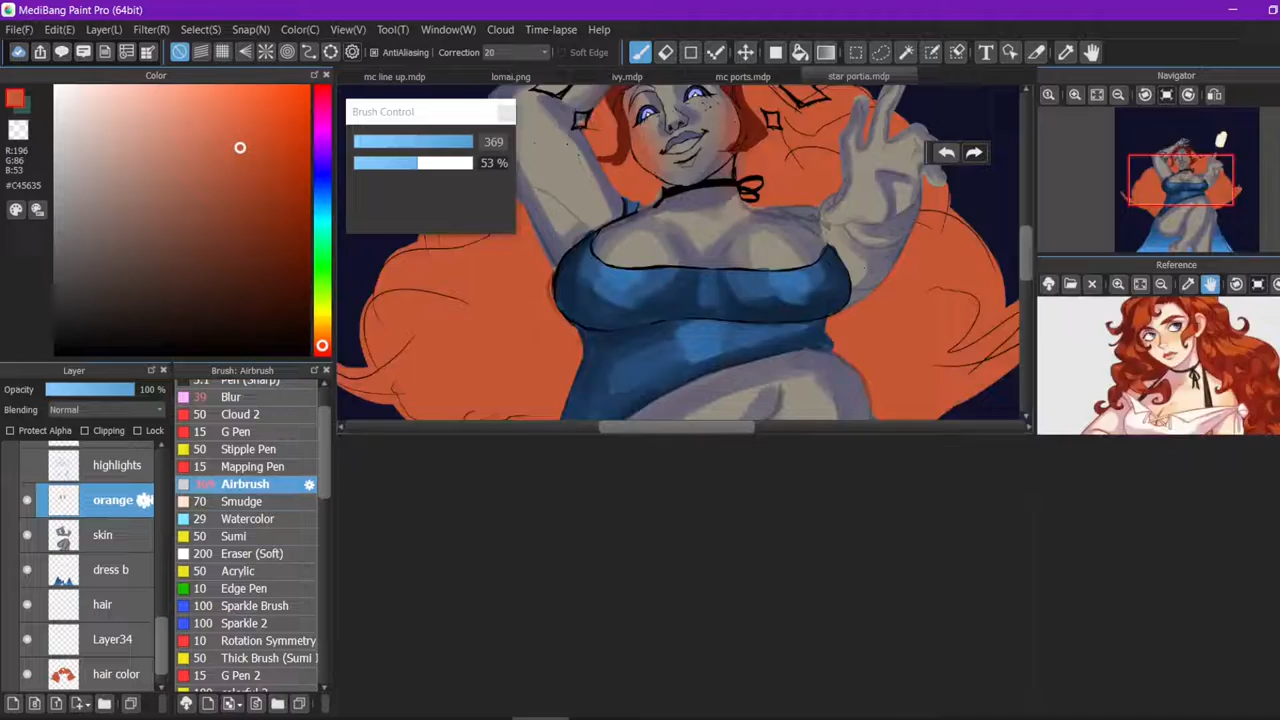 MediBang Paint Pro (64bit)
File(F) Edit(E) Layer(L) Filter(R) Select(S) Snap(N) Color(C) View(V) Tool(T) Window(W) Cloud Time-lapse Help
AntiAliasing Correction 20 Soft Edge
Color
mc line up.mdp lomai.png ivy.mdp mc ports.mdp star portia.mdp
Navigator
Brush Control
369
53 %
R:196
G:86
B:53
#C45635
Reference
Layer
Opacity 100 %
Blending Normal
Protect Alpha Clipping Lock
highlights
orange
skin
dress b
hair
Layer34
hair color
Brush: Airbrush
Pen (Sharp)
39 Blur
50 Cloud 2
15 G Pen
50 Stipple Pen
15 Mapping Pen
Airbrush
70 Smudge
29 Watercolor
50 Sumi
200 Eraser (Soft)
50 Acrylic
10 Edge Pen
100 Sparkle Brush
100 Sparkle 2
10 Rotation Symmetry
50 Thick Brush (Sumi
15 G Pen 2